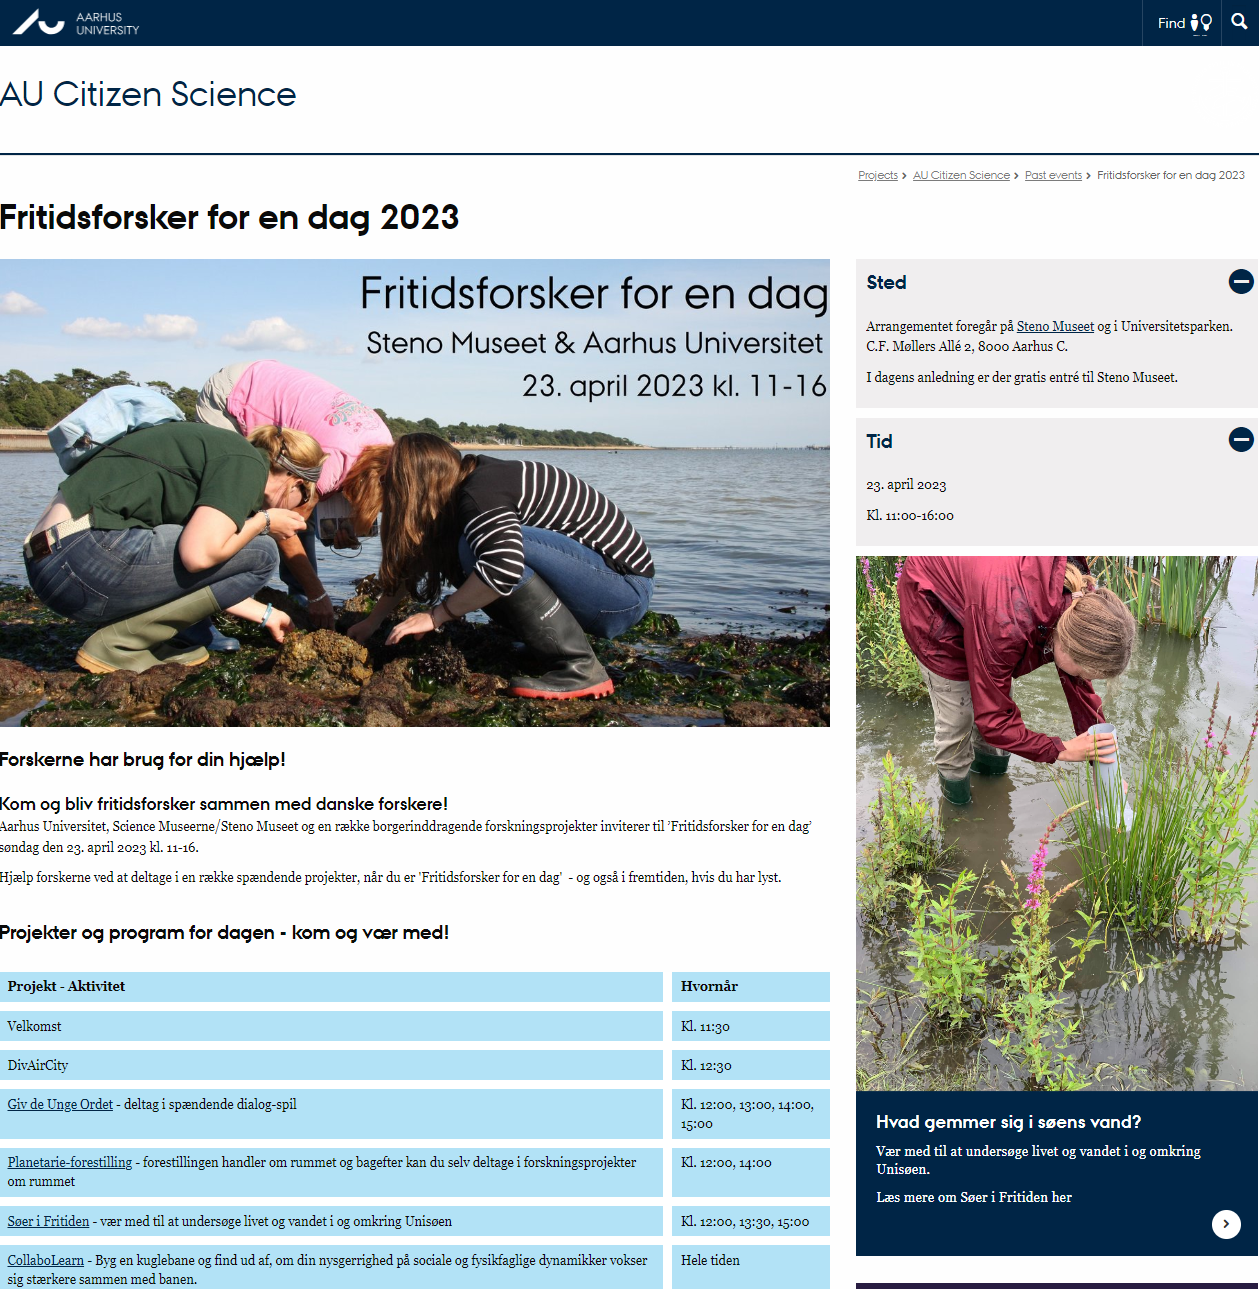 AARHUS
UNIVERSITY
Find
AU Citizen Science
Projects > AU Citizen Science > Past events > Fritidsforsker for en dag 2023
Fritidsforsker for en dag 2023
Fritidsforsker for en dag
Steno Museet & Aarhus Universitet
23. april 2023 kl. 11-16
Forskerne har brug for din hjælp!
Kom og bliv fritidsforsker sammen med danske forskere!
Aarhus Universitet, Science Museerne/Steno Museet og en række borgerinddragende forskningsprojekter inviterer til ’Fritidsforsker for en dag’
søndag den 23. april 2023 kl. 11-16.
Hjælp forskerne ved at deltage i en række spændende projekter, når du er 'Fritidsforsker for en dag'  - og også i fremtiden, hvis du har lyst.
Projekter og program for dagen - kom og vær med!
Projekt - Aktivitet Hvornår
Velkomst Kl. 11:30
DivAirCity Kl. 12:30
Giv de Unge Ordet - deltag i spændende dialog-spil Kl. 12:00, 13:00, 14:00,
15:00
Planetarie-forestilling - forestillingen handler om rummet og bagefter kan du selv deltage i forskningsprojekter Kl. 12:00, 14:00
om rummet
Søer i Fritiden - vær med til at undersøge livet og vandet i og omkring Unisøen Kl. 12:00, 13:30, 15:00
CollaboLearn - Byg en kuglebane og find ud af, om din nysgerrighed på sociale og fysikfaglige dynamikker vokser Hele tiden
sig stærkere sammen med banen.
Sted
Arrangementet foregår på Steno Museet og i Universitetsparken.
C.F. Møllers Allé 2, 8000 Aarhus C.
I dagens anledning er der gratis entré til Steno Museet.
Tid
23. april 2023
Kl. 11:00-16:00
Hvad gemmer sig i søens vand?
Vær med til at undersøge livet og vandet i og omkring
Unisøen.
Læs mere om Søer i Fritiden her